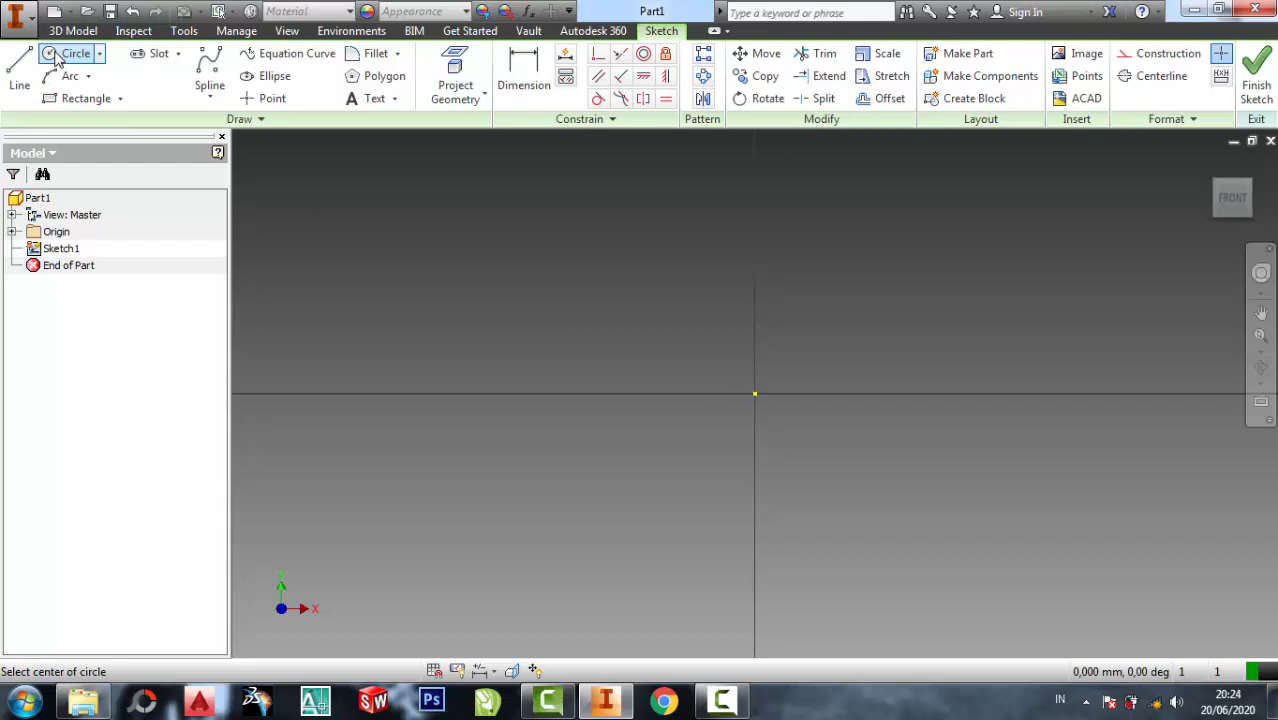 Material
Appearance
Part1
Type a keyword or phrase
Sign In
3D Model Inspect Tools Manage View Environments BIM Get Started Vault Autodesk 360 Sketch
Circle Slot Equation Curve Fillet Move Trim Scale Make Part Image Construction
Arc Ellipse Polygon Copy Extend Stretch Make Components Points Centerline
Line Spline Project Geometry Dimension Finish Sketch
Rectangle Point Text Rotate Split Offset Create Block ACAD
Draw Constrain Pattern Modify Layout Insert Format Exit
Model
Part1
View: Master
Origin
Sketch1
End of Part
FRONT
X
Select center of circle
0,000 mm, 0,00 deg 1 1
Ps
IN
20:24
20/06/2020